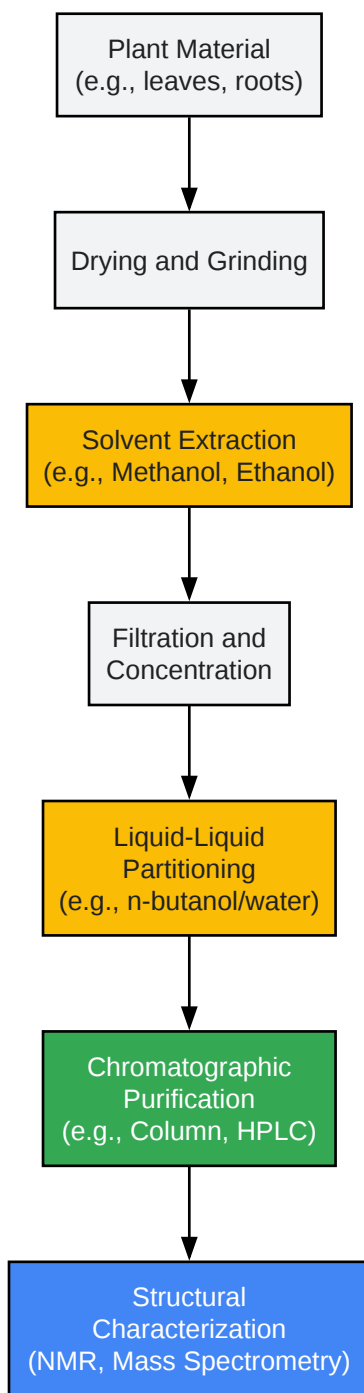 Plant Material
(e.g., leaves, roots)
Drying and Grinding
Solvent Extraction
(e.g., Methanol, Ethanol)
Filtration and
Concentration
Liquid-Liquid
Partitioning
(e.g., n-butanol/water)
Chromatographic
Purification
(e.g., Column, HPLC)
Structural
Characterization
(NMR, Mass Spectrometry)